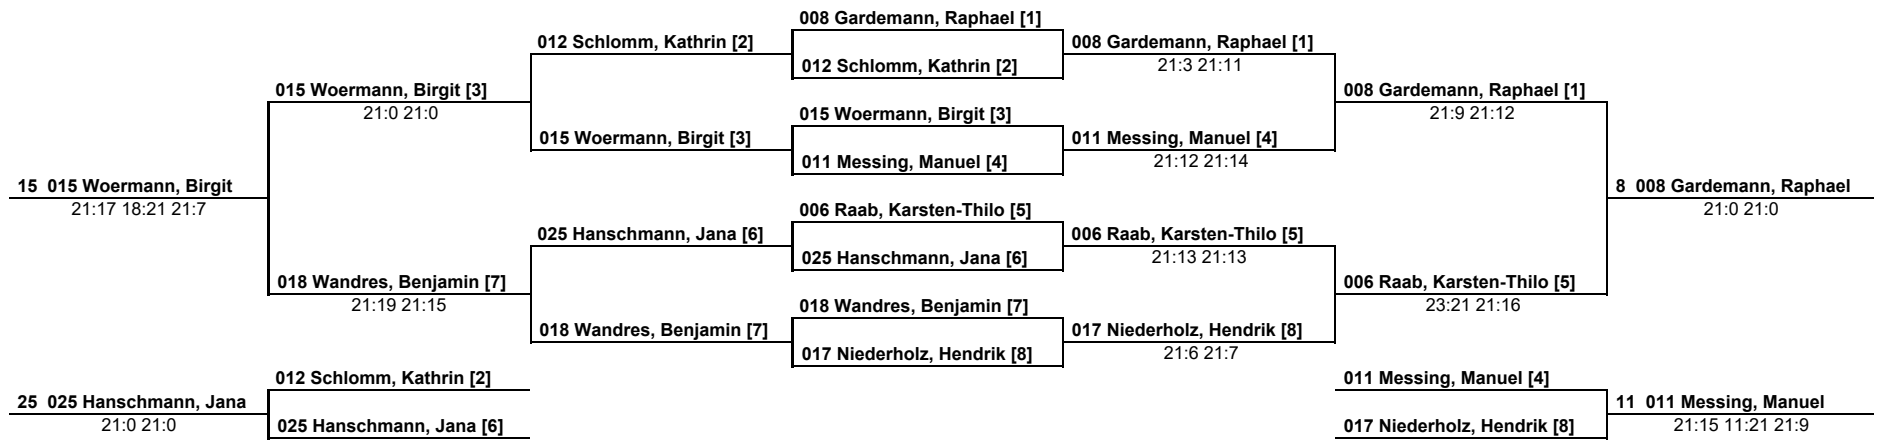 008 Gardemann, Raphael [1]
012 Schlomm, Kathrin [2]
008 Gardemann, Raphael [1]
21:3 21:11
012 Schlomm, Kathrin [2]
015 Woermann, Birgit [3]
21:0 21:0
008 Gardemann, Raphael [1]
21:9 21:12
015 Woermann, Birgit [3]
015 Woermann, Birgit [3]
011 Messing, Manuel [4]
21:12 21:14
011 Messing, Manuel [4]
15 015 Woermann, Birgit
21:17 18:21 21:7
8 008 Gardemann, Raphael
21:0 21:0
006 Raab, Karsten-Thilo [5]
025 Hanschmann, Jana [6]
006 Raab, Karsten-Thilo [5]
21:13 21:13
025 Hanschmann, Jana [6]
018 Wandres, Benjamin [7]
21:19 21:15
006 Raab, Karsten-Thilo [5]
23:21 21:16
018 Wandres, Benjamin [7]
018 Wandres, Benjamin [7]
017 Niederholz, Hendrik [8]
21:6 21:7
017 Niederholz, Hendrik [8]
012 Schlomm, Kathrin [2]
011 Messing, Manuel [4]
25 025 Hanschmann, Jana
21:0 21:0
11 011 Messing, Manuel
21:15 11:21 21:9
025 Hanschmann, Jana [6]
017 Niederholz, Hendrik [8]